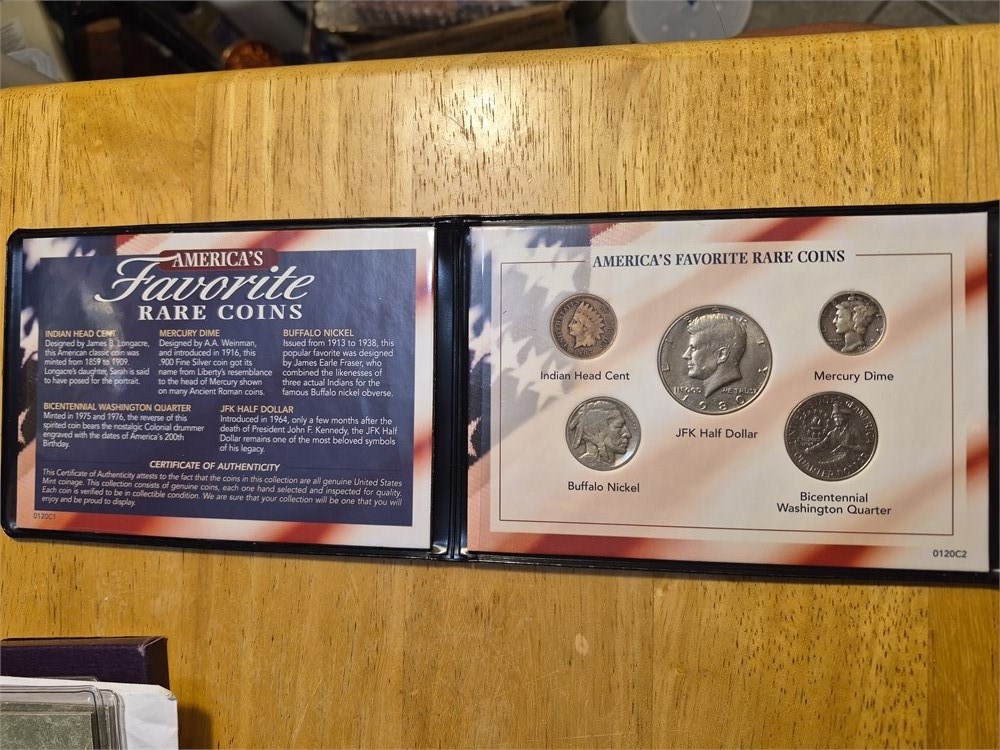 AMERICA'S
Favorite
RARE COINS
INDIAN HEAD CENT
Designed by James B. Longacre,
this American classic coin was
minted from 1859 to 1909.
Longacre's daughter, Sarah is said
to have posed for the portrait.
MERCURY DIME
Designed by A.A. Weinman,
and introduced in 1916, this
.900 Fine Silver coin got its
name from Liberty's resemblance
to the head of Mercury shown
on many Ancient Roman coins.
BUFFALO NICKEL
Issued from 1913 to 1938, this
popular favorite was designed
by James Earle Fraser, who
combined the likenesses of
three actual Indians for the
famous Buffalo nickel obverse.
BICENTENNIAL WASHINGTON QUARTER
Minted in 1975 and 1976, the reverse of this
spirited coin bears the nostalgic Colonial drummer
engraved with the dates of America's 200th
Birthday.
JFK HALF DOLLAR
Introduced in 1964, only a few months after the
death of President John F. Kennedy, the JFK Half
Dollar remains one of the most beloved symbols
of his legacy.
CERTIFICATE OF AUTHENTICITY
This Certificate of Authenticity attests to the fact that the coins in this collection are all genuine United States
Mint coinage. This collection consists of genuine coins, each one hand selected and inspected for quality.
Each coin is verified to be in collectible condition. We are sure that your collection will be one that you will
enjoy and be proud to display.
0120C1
AMERICA'S FAVORITE RARE COINS
Indian Head Cent
LIBERTY
IN GOD WE TRUST
1980
JFK Half Dollar
Mercury Dime
Buffalo Nickel
QUARTER DOLLAR
Bicentennial
Washington Quarter
0120C2